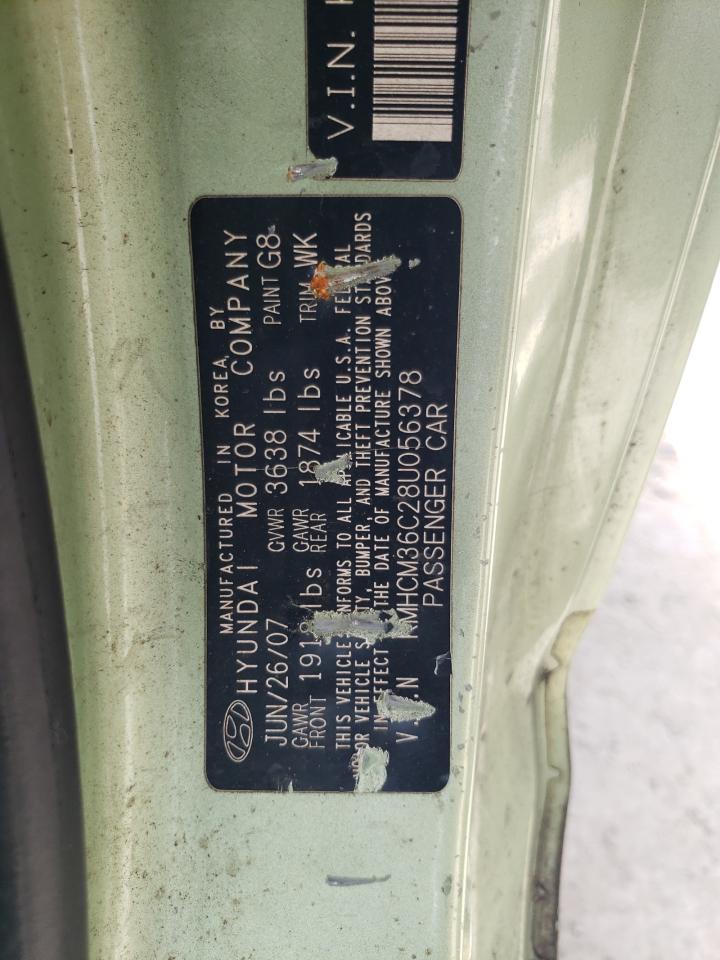 V.I.N.
MANUFACTURED IN KOREA, BY
HYUNDAI MOTOR COMPANY
JUN/26/07 GVWR 3638 lbs PAINT G8
GAWR GAWR
FRONT lbs REAR 1874 lbs TRIM WK
THIS VEHICLE CONFORMS TO ALL APPLICABLE U.S.A. FEDERAL
MOTOR VEHICLE SAFETY, BUMPER, AND THEFT PREVENTION STANDARDS
IN EFFECT ON THE DATE OF MANUFACTURE SHOWN ABOVE
V.I.N KMHCM36C28U056378
PASSENGER CAR